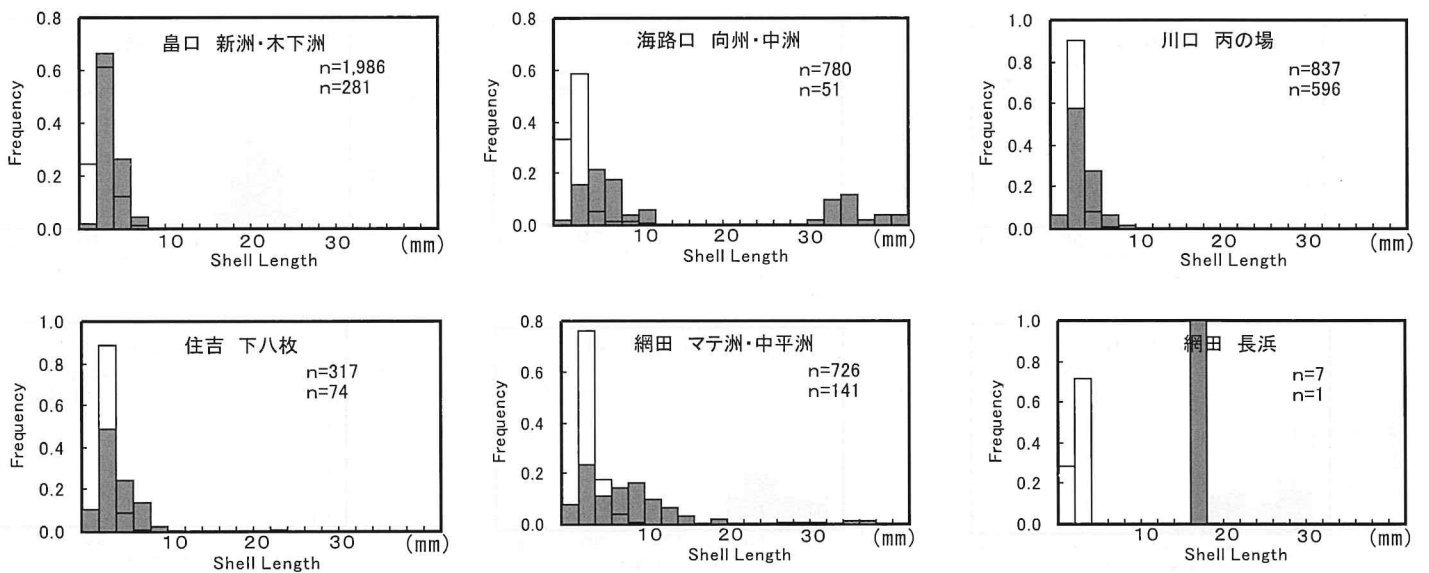 畠口 新洲・木下洲
n=1,986
n=281
Frequency
0.8
0.6
0.4
0.2
0.0
10
20
30
(mm)
Shell Length
海路口 向州・中洲
n=780
n=51
Frequency
0.8
0.6
0.4
0.2
0.0
10
20
30
(mm)
Shell Length
川口 丙の場
n=837
n=596
Frequency
1.0
0.8
0.6
0.4
0.2
0.0
10
20
30
(mm)
Shell Length
住吉 下八枚
n=317
n=74
Frequency
1.0
0.8
0.6
0.4
0.2
0.0
10
20
30
(mm)
Shell Length
網田 マテ洲・中平洲
n=726
n=141
Frequency
0.8
0.6
0.4
0.2
0.0
10
20
30
(mm)
Shell Length
網田 長浜
n=7
n=1
Frequency
1.0
0.8
0.6
0.4
0.2
0.0
10
20
30
(mm)
Shell Length